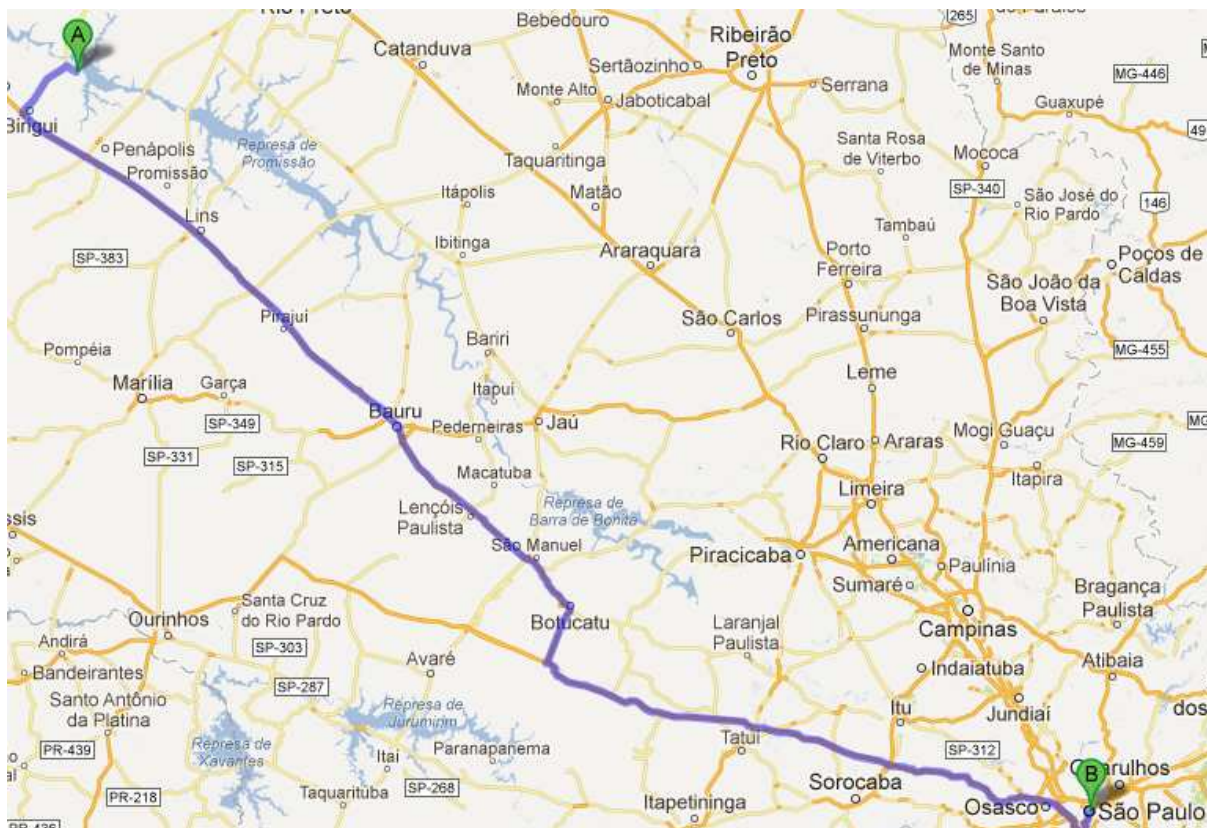 Rio Preto
Bebedouro
Ribeirão
Preto
265
Monte Santo
de Minas
MG-446
A
Catanduva
Sertãozinho
Serrana
Monte Alto
Jaboticabal
Guaxupé
Birigui
Penápolis
Represa de
Promissão
Taquaritinga
Santa Rosa
de Viterbo
Mococa
Promissão
Itápolis
Matão
SP-340
São José do
Rio Pardo
146
Lins
Ibitinga
Araraquara
Tambaú
Porto
Ferreira
Poços de
Caldas
SP-383
São João da
Boa Vista
Pirajuí
São Carlos
Pirassununga
Bariri
MG-455
Pompéia
Marília
Garça
Itapuí
Leme
SP-349
Bauru
Pederneiras
Jaú
Rio Claro
Araras
Mogi Guaçu
MG-459
SP-331
SP-315
Macatuba
Itapira
Lençóis
Paulista
Represa de
Barra de Bonita
Limeira
São Manuel
Piracicaba
Americana
Paulínia
Sumaré
Bragança
Paulista
Santa Cruz
do Rio Pardo
Ourinhos
Botucatu
Laranjal
Paulista
Campinas
Andirá
SP-303
Avaré
Indaiatuba
Atibaia
Bandeirantes
SP-287
Santo Antônio
da Platina
Represa de
Jurumirim
Itu
Jundiaí
dos
PR-439
Represa de
Xavantes
Itaí
Paranapanema
Tatuí
SP-312
Guarulhos
SP-268
Sorocaba
B
PR-218
Taquarituba
Itapetininga
Osasco
São Paulo